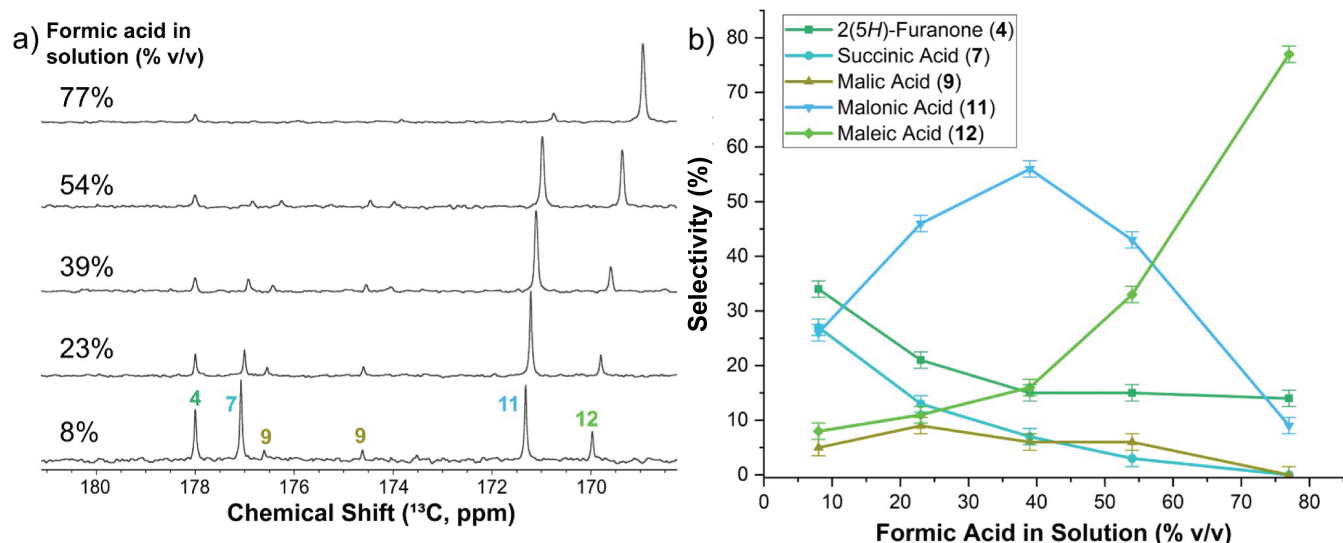 a)
Formic acid in
solution (% v/v)
77%
54%
39%
23%
8%
4
7
9
9
11
12
180 178 176 174 172 170
Chemical Shift (¹³C, ppm)
b)
2(5H)-Furanone (4)
Succinic Acid (7)
Malic Acid (9)
Malonic Acid (11)
Maleic Acid (12)
Selectivity (%)
80
70
60
50
40
30
20
10
0
0 10 20 30 40 50 60 70 80
Formic Acid in Solution (% v/v)